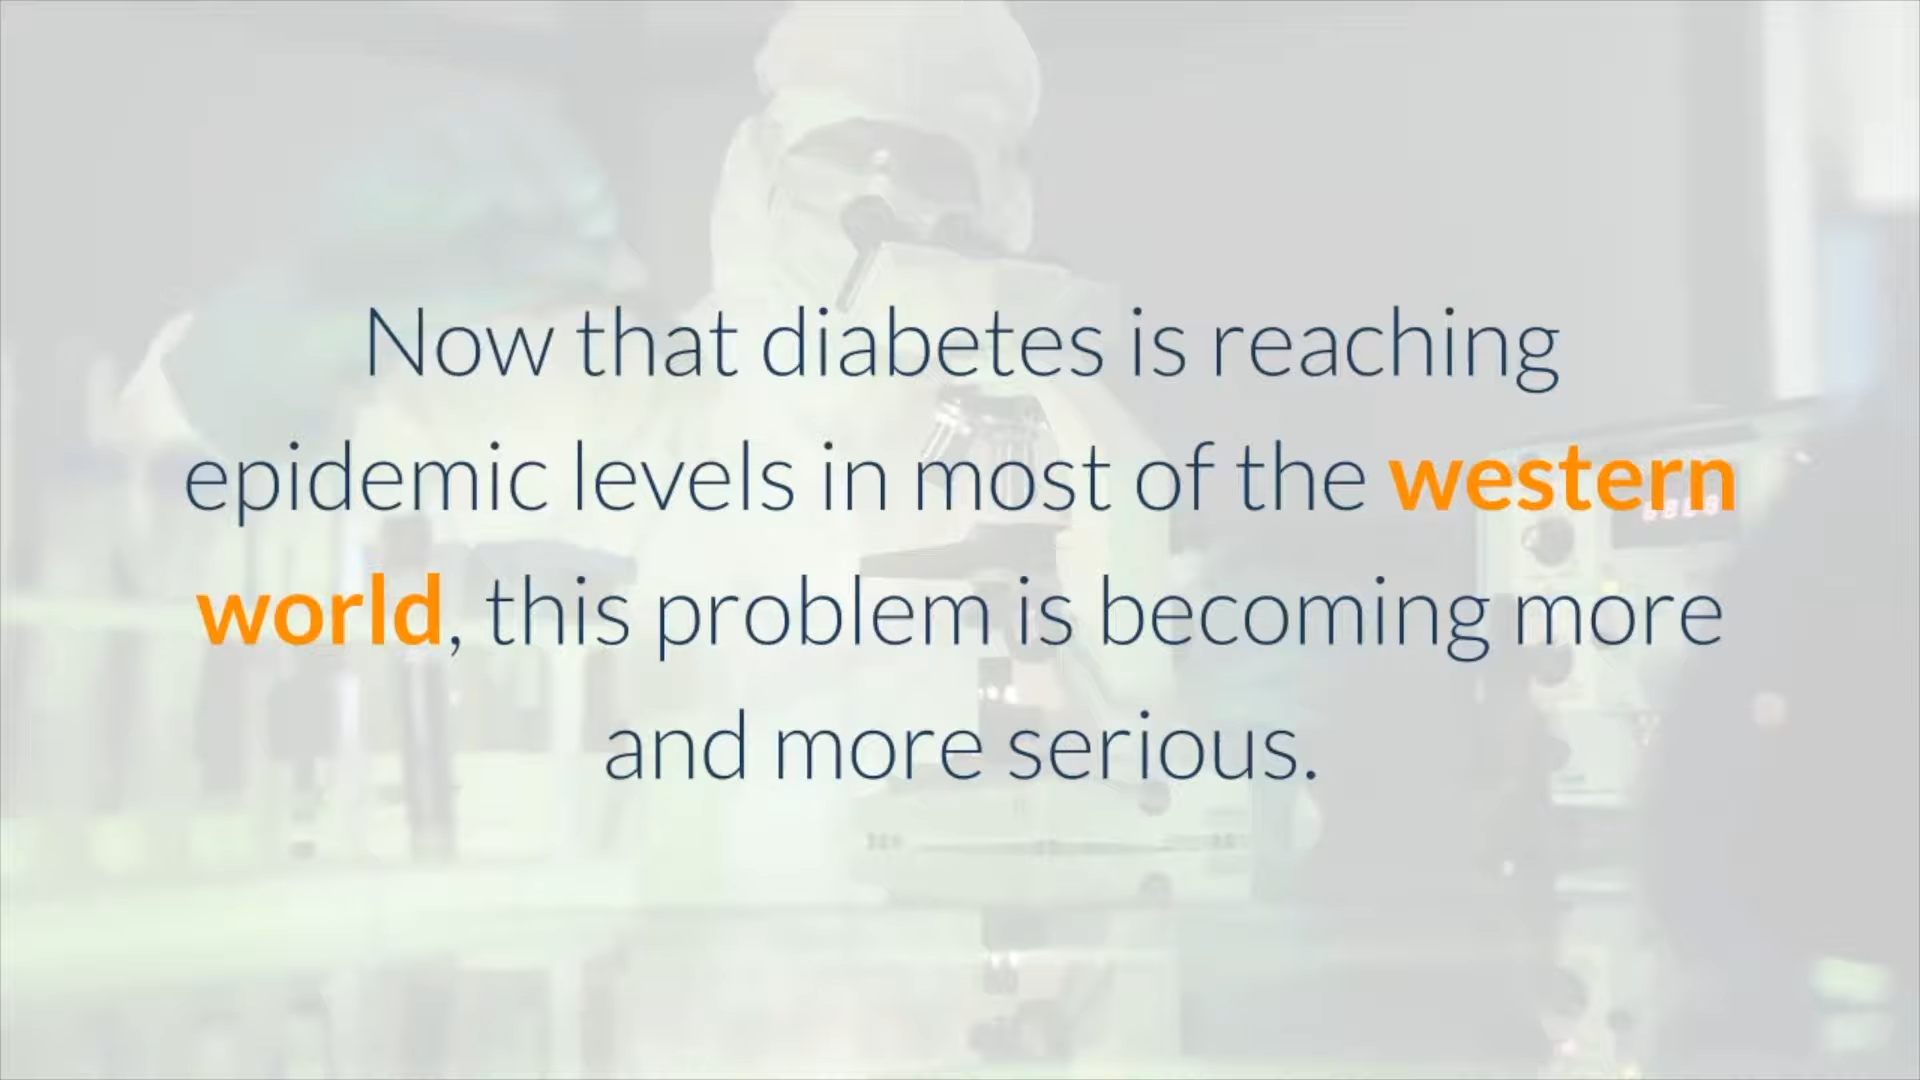 Now that diabetes is reaching
epidemic levels in most of the western
world, this problem is becoming more
and more serious.